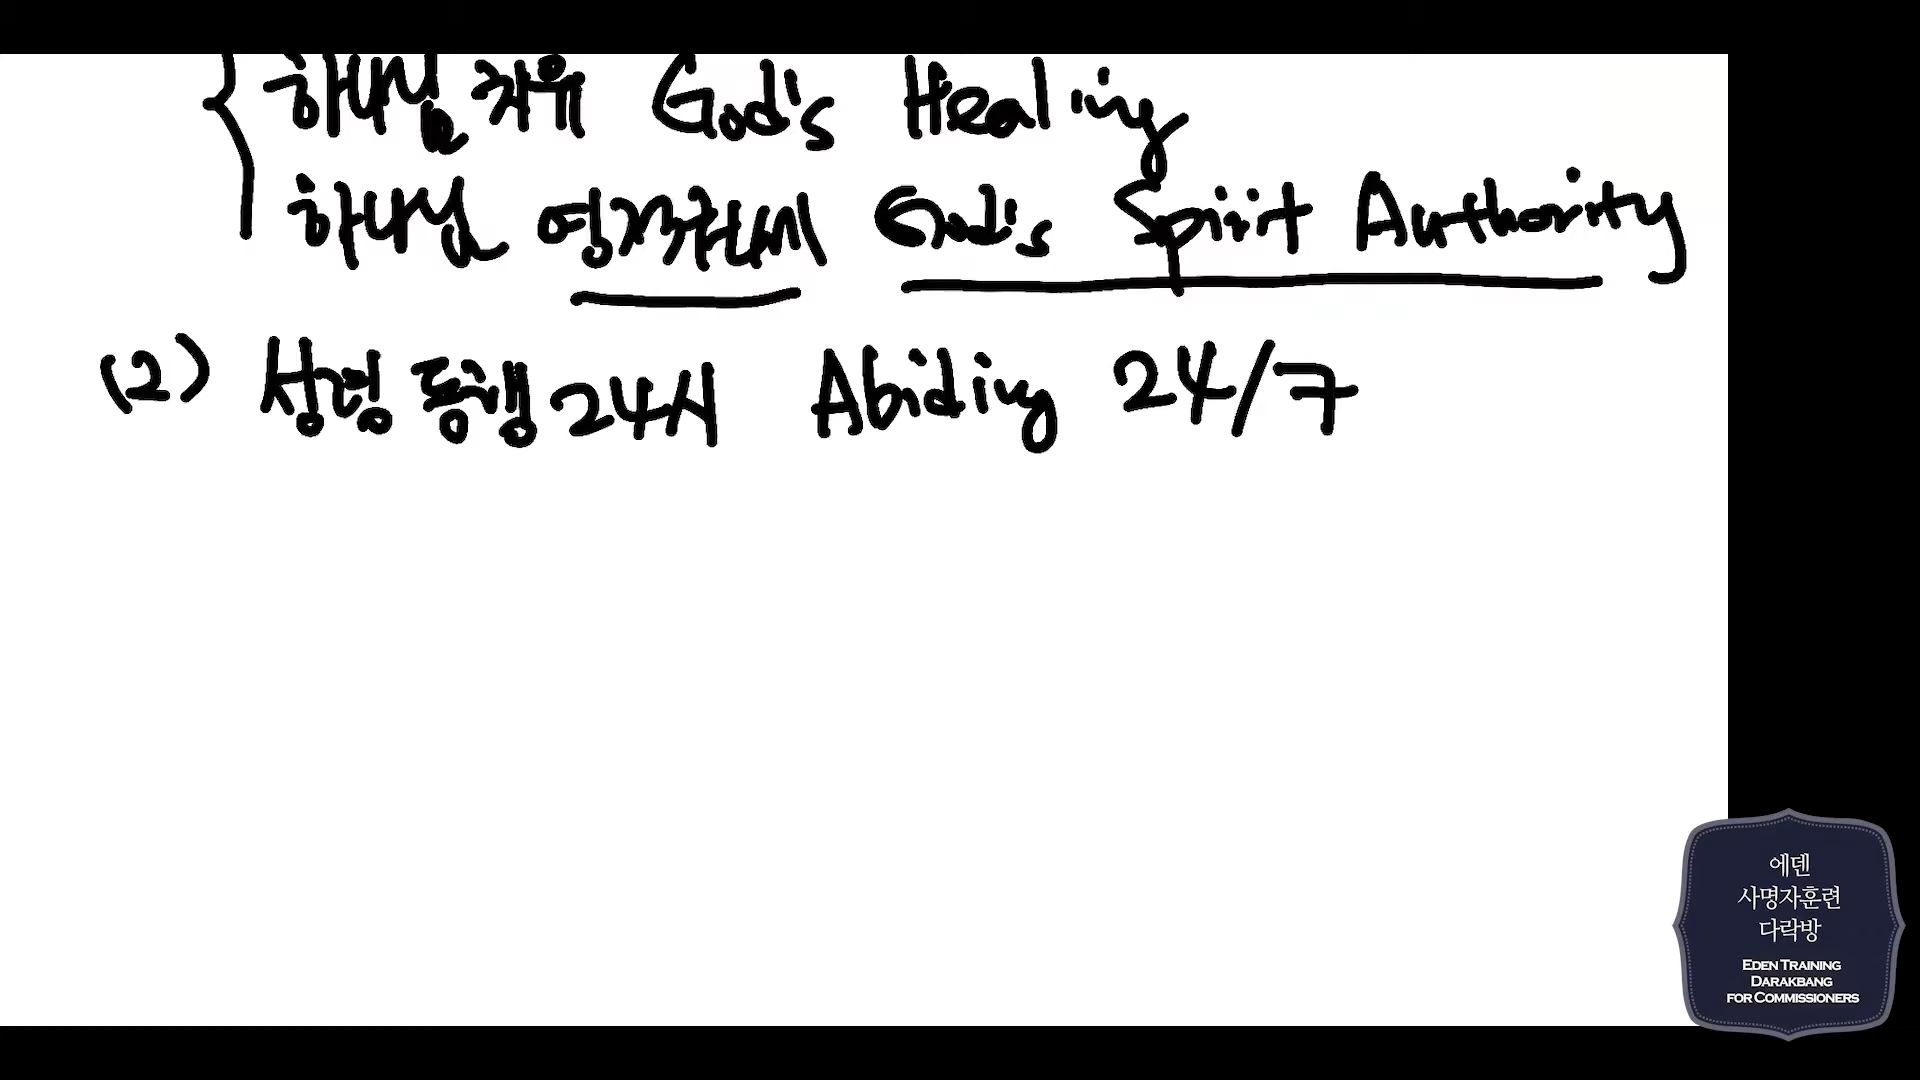 하나님 치유 God's Healing
하나님 영적권세 God's Spirit Authority
(2) 성령 동행 24시 Abiding 24/7
에덴
사명자훈련
다락방
EDEN TRAINING
DARAKBANG
FOR COMMISSIONERS